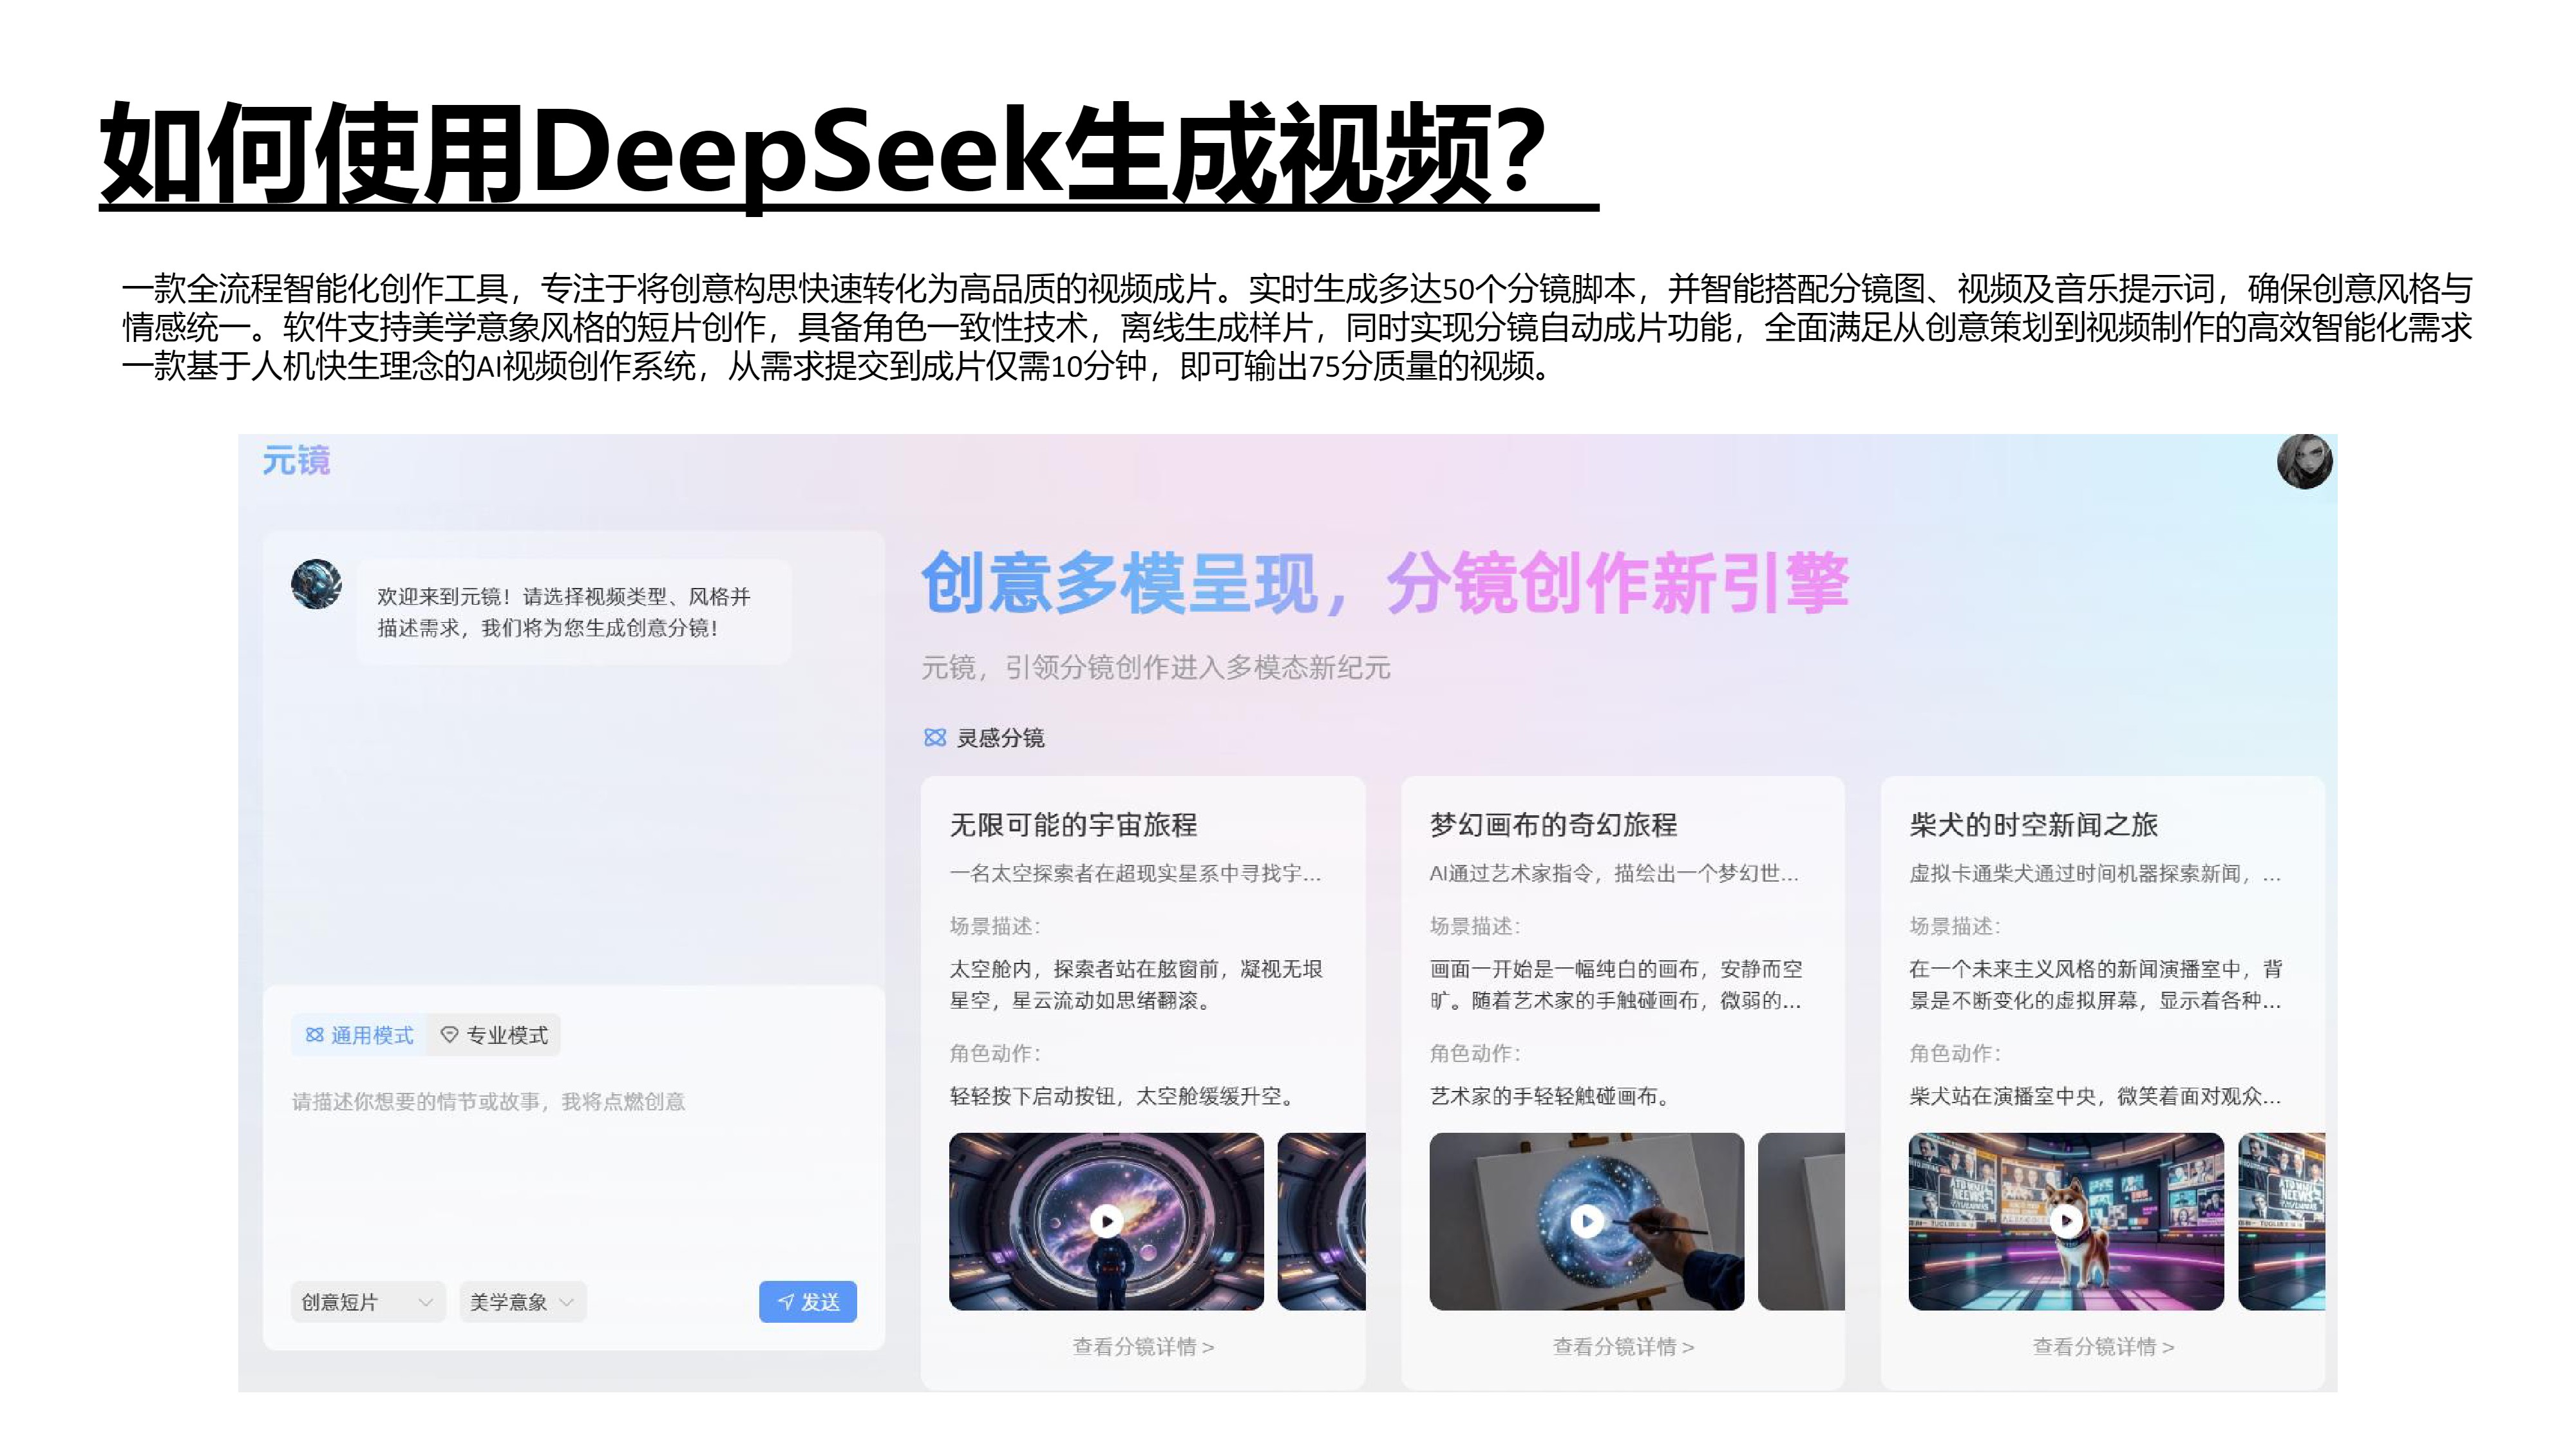 如何使用DeepSeek生成视频？
一款全流程智能化创作工具，专注于将创意构思快速转化为高品质的视频成片。实时生成多达50个分镜脚本，并智能搭配分镜图、视频及音乐提示词，确保创意风格与
情感统一。软件支持美学意象风格的短片创作，具备角色一致性技术，离线生成样片，同时实现分镜自动成片功能，全面满足从创意策划到视频制作的高效智能化需求
一款基于人机快生理念的AI视频创作系统，从需求提交到成片仅需10分钟，即可输出75分质量的视频。
元镜
欢迎来到元镜！请选择视频类型、风格并
描述需求，我们将为您生成创意分镜！
通用模式 专业模式
请描述你想要的情节或故事，我将点燃创意
创意短片 美学意象 发送
创意多模呈现，分镜创作新引擎
元镜，引领分镜创作进入多模态新纪元
灵感分镜
无限可能的宇宙旅程
一名太空探索者在超现实星系中寻找宇...
场景描述：
太空舱内，探索者站在舷窗前，凝视无垠
星空，星云流动如思绪翻滚。
角色动作：
轻轻按下启动按钮，太空舱缓缓升空。
查看分镜详情 >
梦幻画布的奇幻旅程
AI通过艺术家指令，描绘出一个梦幻世...
场景描述：
画面一开始是一幅纯白的画布，安静而空
旷。随着艺术家的手触碰画布，微弱的...
角色动作：
艺术家的手轻轻触碰画布。
查看分镜详情 >
柴犬的时空新闻之旅
虚拟卡通柴犬通过时间机器探索新闻，...
场景描述：
在一个未来主义风格的新闻演播室中，背
景是不断变化的虚拟屏幕，显示着各种...
角色动作：
柴犬站在演播室中央，微笑着面对观众...
查看分镜详情 >